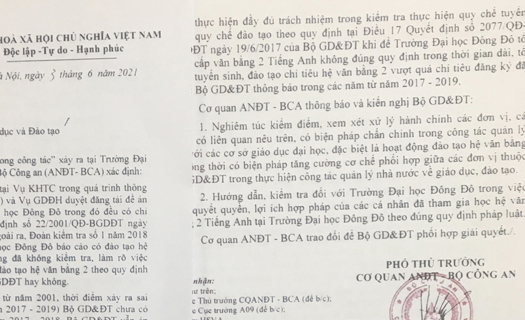 HOÀ XÃ HỘI CHỦ NGHĨA VIỆT NAM
Độc lập -Tự do - Hạnh phúc
Nội, ngày 3 tháng 6 năm 2021
dục và Đào tạo
ong công tác" xảy ra tại Trường Đại
Bộ Công an (ANĐT- BCA) xác định:
tại Vụ KHTC trong quá trình thông
) và Vụ GDĐH duyệt đăng tải đề án
học Đông Đô trong đó đều có chỉ
định số 22/2001/QĐ-BGDĐT ngày
goài ra, Đoàn kiểm tra số 1 năm 2018
học Đông Đô báo cáo có đào tạo hệ
ng đã không kiểm tra, làm rõ việc
đào tạo hệ văn bằng 2 theo quy định
GDĐT hay không.
từ năm 2001, thời điểm xảy ra sai
2017 - 2019) Bộ GD&ĐT chưa có
thực hiện đầy đủ trách nhiệm trong kiểm tra thực hiện quy chế tuyển
quy chế đào tạo theo quy định tại Điều 17 Quyết định số 2077/QĐ-
ĐT ngày 19/6/2017 của Bộ GD&ĐT khi để Trường Đại học Đông Đô tổ
cấp văn bằng 2 Tiếng Anh không đúng quy định trong thời gian dài, tổ
tuyển sinh, đào tạo chỉ tiêu hệ văn bằng 2 vượt quá chỉ tiêu đăng ký đã
Bộ GD&ĐT thông báo trong các năm từ năm 2017 - 2019.
Cơ quan ANĐT - BCA thông báo và kiến nghị Bộ GD&ĐT:
1. Nghiêm túc kiểm điểm, xem xét xử lý hành chính các đơn vị, cá
có liên quan nêu trên, có biện pháp chấn chỉnh trong công tác quản lý
với các cơ sở giáo dục đại học, đặc biệt là hoạt động đào tạo hệ văn bằng
ng thời có biện pháp tăng cường cơ chế phối hợp giữa các đơn vị thuộc
GD&ĐT trong thực hiện công tác quản lý nhà nước về giáo dục, đào tạo.
2. Hướng dẫn, kiểm tra đối với Trường Đại học Đông Đô trong việc
quyết quyền, lợi ích hợp pháp của các cá nhân đã tham gia học hệ văn
2 Tiếng Anh tại Trường Đại học Đông Đô theo đúng quy định pháp luật.
Cơ quan ANĐT - BCA trao đổi để Bộ GD&ĐT phối hợp giải quyết./.
nhận:
như trên;
c Thủ trưởng CQANĐT - BCA (để b/c);
c Cục trưởng A09 (để b/c);
PHÓ THỦ TRƯỞNG
CƠ QUAN ANĐT - BỘ CÔNG AN